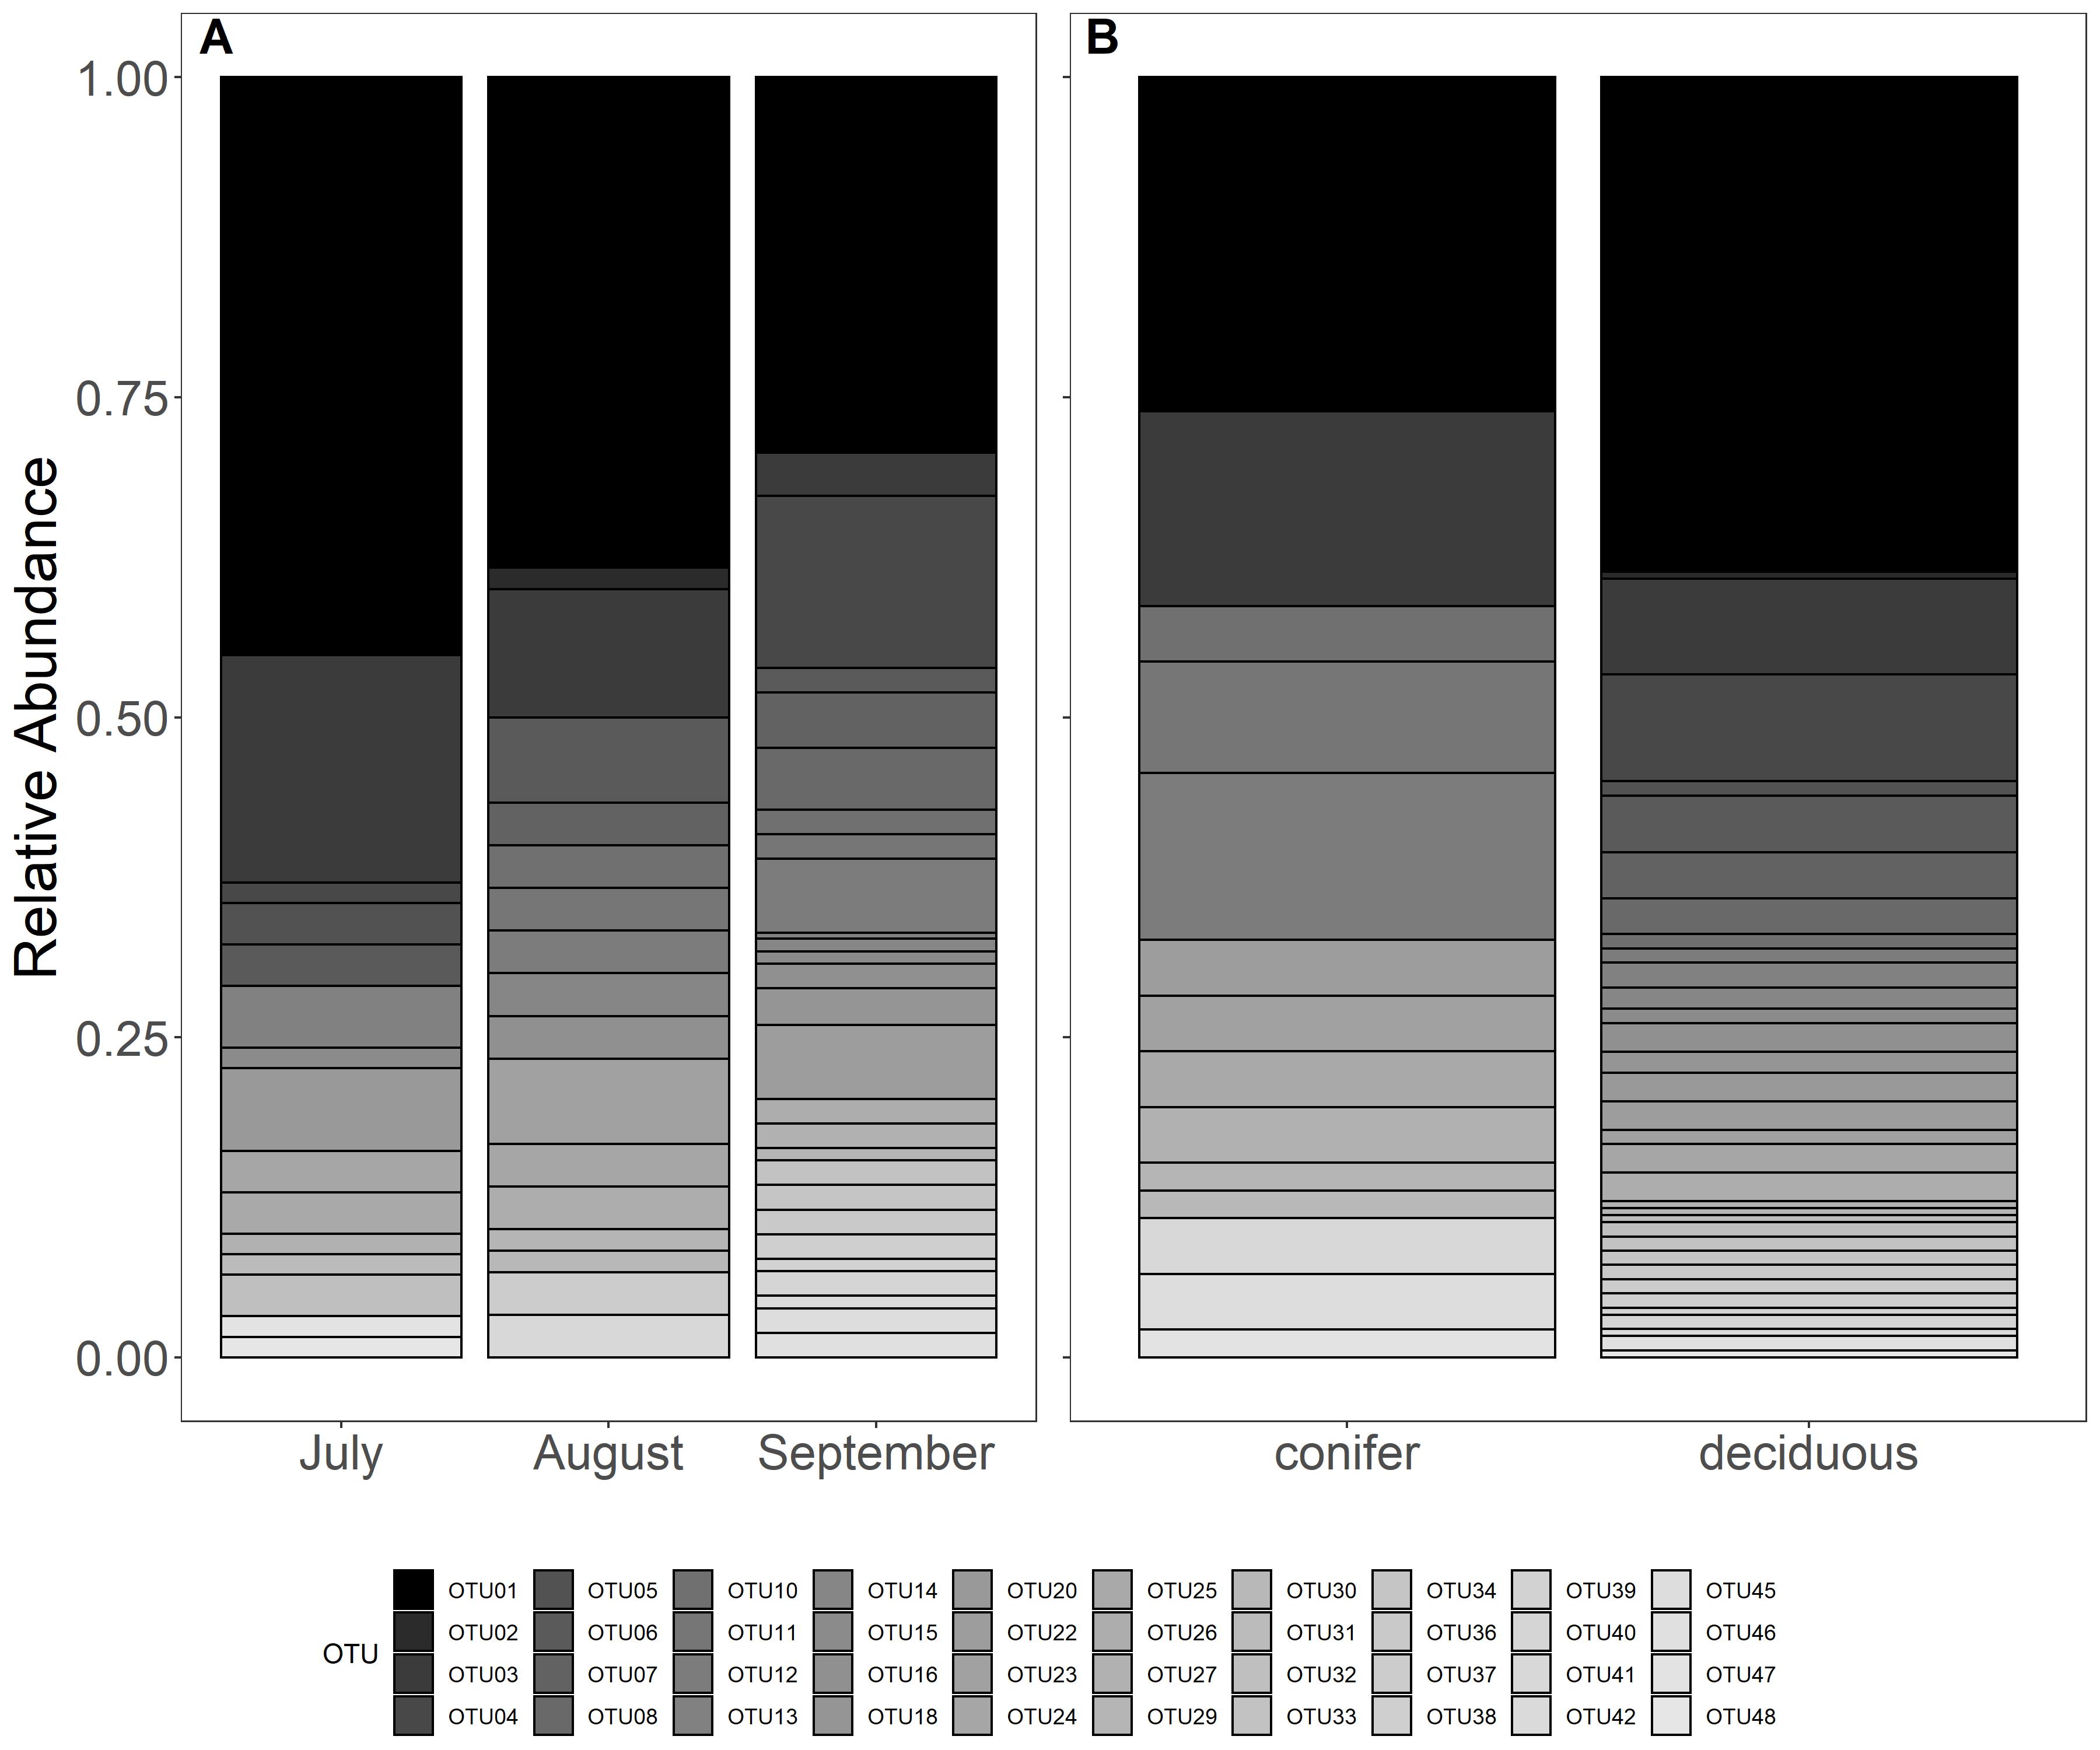 A
B
1.00
0.75
0.50
0.25
0.00
Relative Abundance
July August September conifer deciduous
OTU01 OTU05 OTU10 OTU14 OTU20 OTU25 OTU30 OTU34 OTU39 OTU45
OTU02 OTU06 OTU11 OTU15 OTU22 OTU26 OTU31 OTU36 OTU40 OTU46
OTU
OTU03 OTU07 OTU12 OTU16 OTU23 OTU27 OTU32 OTU37 OTU41 OTU47
OTU04 OTU08 OTU13 OTU18 OTU24 OTU29 OTU33 OTU38 OTU42 OTU48